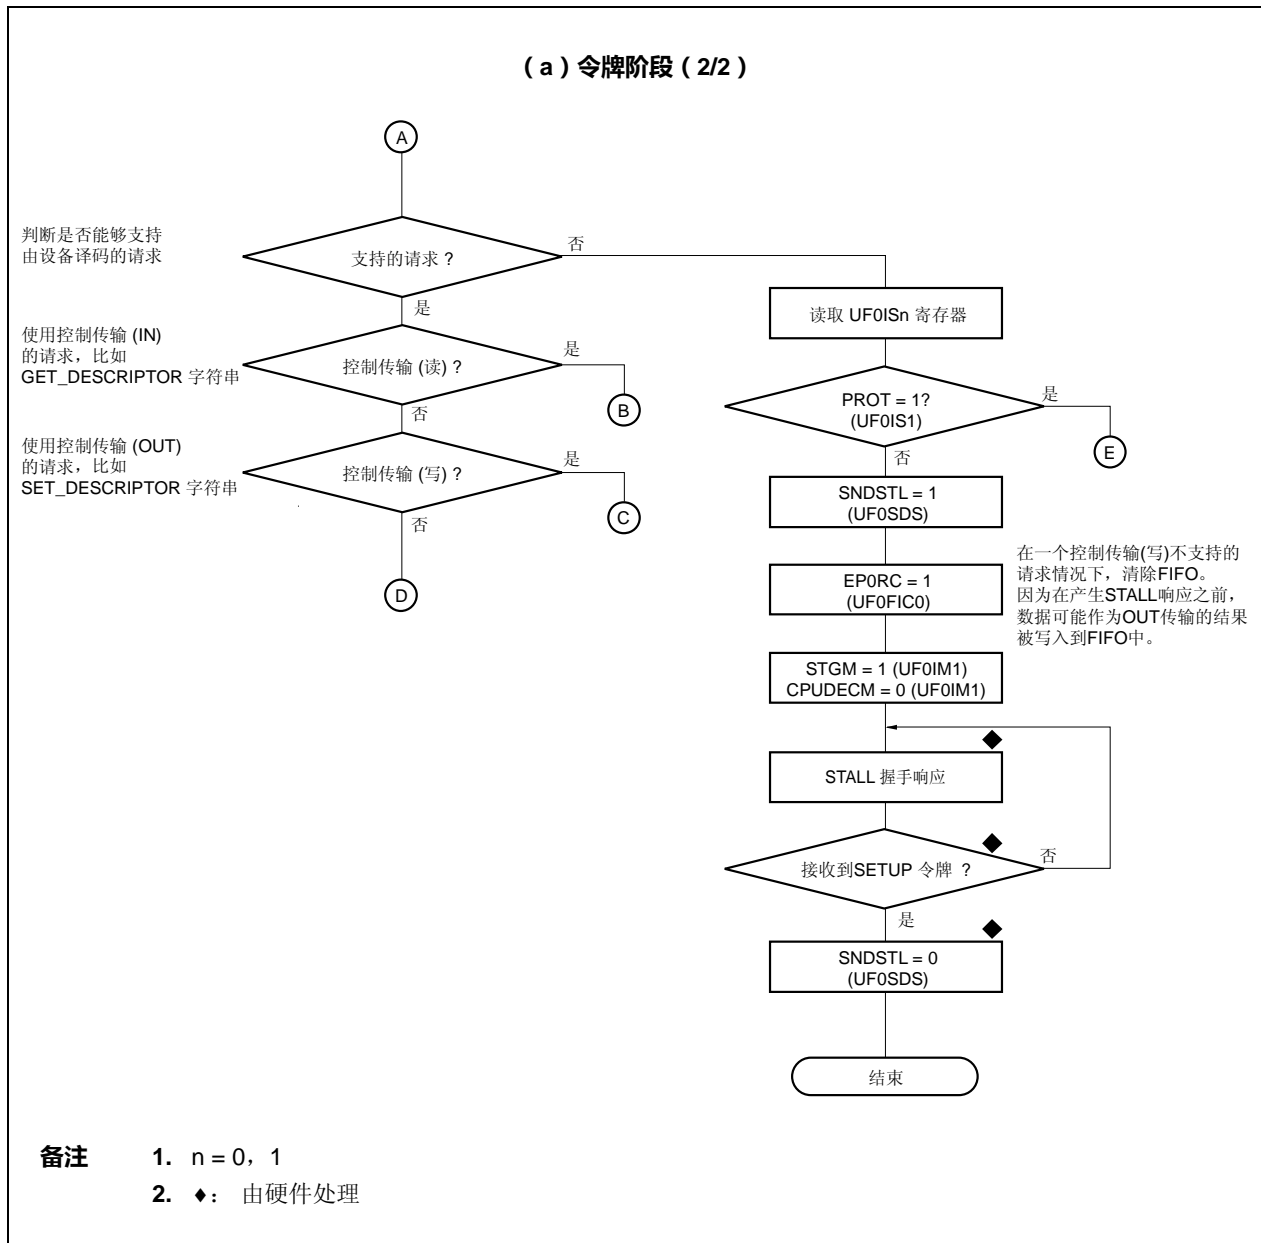 （a）令牌阶段（2/2）
A
判断是否能够支持
由设备译码的请求
支持的请求？
否
是
读取 UF0ISn 寄存器
使用控制传输 (IN)
的请求，比如
GET_DESCRIPTOR 字符串
控制传输 (读)？
是
B
否
PROT = 1?
(UF0IS1)
是
E
否
使用控制传输 (OUT)
的请求，比如
SET_DESCRIPTOR 字符串
控制传输 (写)？
是
C
否
D
SNDSTL = 1
(UF0SDS)
EP0RC = 1
(UF0FIC0)
在一个控制传输(写)不支持的
请求情况下，清除FIFO。
因为在产生STALL响应之前，
数据可能作为OUT传输的结果
被写入到FIFO中。
STGM = 1 (UF0IM1)
CPUDECM = 0 (UF0IM1)
STALL 握手响应
接收到SETUP 令牌 ？
否
是
SNDSTL = 0
(UF0SDS)
结束
备注 1. n = 0，1
2. ♦： 由硬件处理